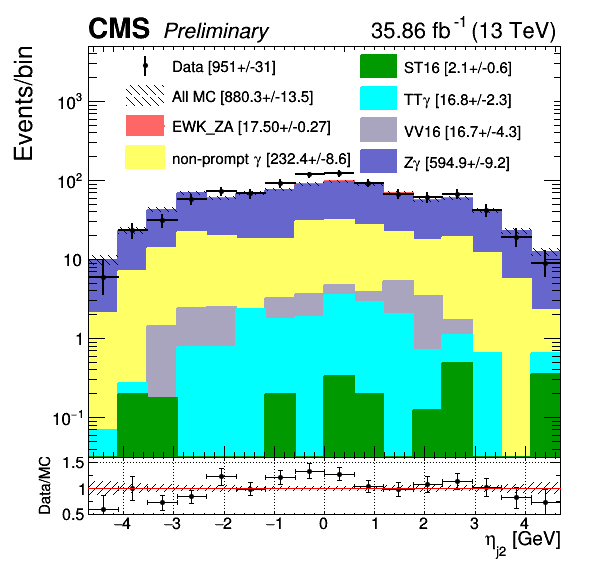 CMS Preliminary 35.86 fb⁻¹ (13 TeV)
Events/bin
Data [951+/-31]
All MC [880.3+/-13.5]
EWK_ZA [17.50+/-0.27]
non-prompt γ [232.4+/-8.6]
ST16 [2.1+/-0.6]
TTγ [16.8+/-2.3]
VV16 [16.7+/-4.3]
Zγ [594.9+/-9.2]
10³
10²
10
1
10⁻¹
Data/MC
1.5
1
0.5
−4 −3 −2 −1 0 1 2 3 4
η_j2 [GeV]